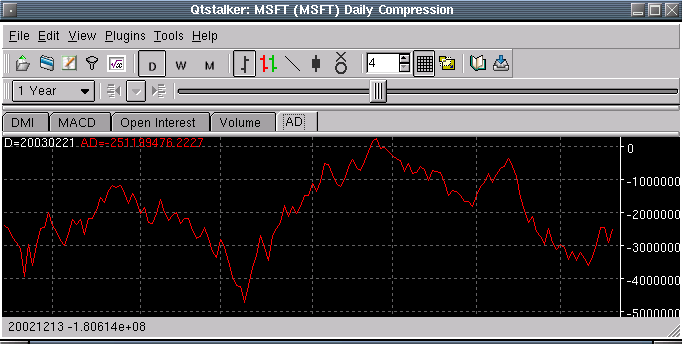 Qtstalker: MSFT (MSFT) Daily Compression
File Edit View Plugins Tools Help
D W M 4
1 Year
DMI MACD Open Interest Volume AD
D=20030221 AD=-251199476.2227
0
-1000000
-2000000
-3000000
-4000000
-5000000
20021213 -1.80614e+08